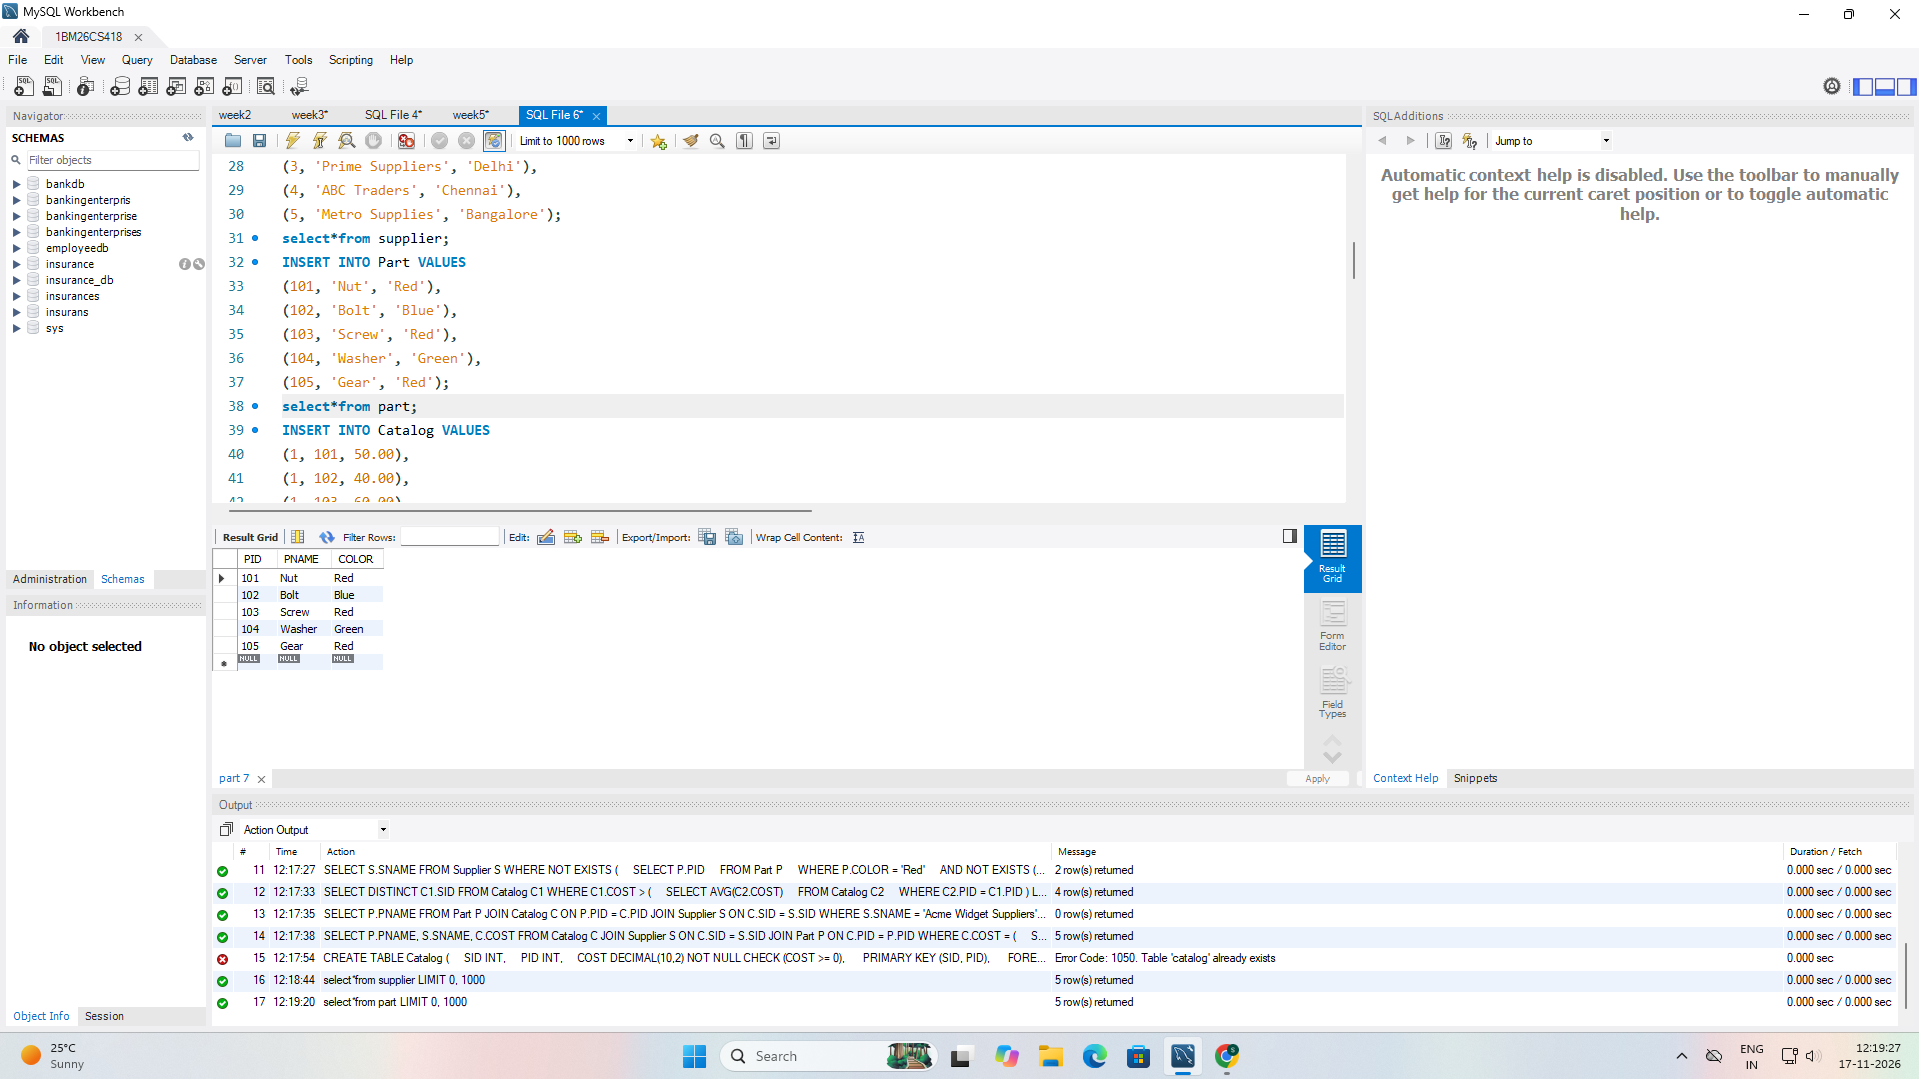 MySQL Workbench
1BM26CS418
File Edit View Query Database Server Tools Scripting Help
Navigator
SCHEMAS
Filter objects
bankdb
bankingenterpris
bankingenterprise
bankingenterprises
employeedb
insurance
insurance_db
insurances
insurans
sys
Administration Schemas
Information
No object selected
Object Info Session
week2 week3* SQL File 4* week5* SQL File 6*
Limit to 1000 rows
28 (3, 'Prime Suppliers', 'Delhi'),
29 (4, 'ABC Traders', 'Chennai'),
30 (5, 'Metro Supplies', 'Bangalore');
31 select*from supplier;
32 INSERT INTO Part VALUES
33 (101, 'Nut', 'Red'),
34 (102, 'Bolt', 'Blue'),
35 (103, 'Screw', 'Red'),
36 (104, 'Washer', 'Green'),
37 (105, 'Gear', 'Red');
38 select*from part;
39 INSERT INTO Catalog VALUES
40 (1, 101, 50.00),
41 (1, 102, 40.00),
42 (1, 103, 60.00)
Result Grid Filter Rows: Edit: Export/Import: Wrap Cell Content:
PID PNAME COLOR
101 Nut Red
102 Bolt Blue
103 Screw Red
104 Washer Green
105 Gear Red
NULL NULL NULL
Result Grid
Form Editor
Field Types
part 7
Apply
SQLAdditions
Jump to
Automatic context help is disabled. Use the toolbar to manually
get help for the current caret position or to toggle automatic
help.
Context Help Snippets
Output
Action Output
# Time Action Message Duration / Fetch
11 12:17:27 SELECT S.SNAME FROM Supplier S WHERE NOT EXISTS ( SELECT P.PID FROM Part P WHERE P.COLOR = 'Red' AND NOT EXISTS (... 2 row(s) returned 0.000 sec / 0.000 sec
12 12:17:33 SELECT DISTINCT C1.SID FROM Catalog C1 WHERE C1.COST > ( SELECT AVG(C2.COST) FROM Catalog C2 WHERE C2.PID = C1.PID ) L... 4 row(s) returned 0.000 sec / 0.000 sec
13 12:17:35 SELECT P.PNAME FROM Part P JOIN Catalog C ON P.PID = C.PID JOIN Supplier S ON C.SID = S.SID WHERE S.SNAME = 'Acme Widget Suppliers'... 0 row(s) returned 0.000 sec / 0.000 sec
14 12:17:38 SELECT P.PNAME, S.SNAME, C.COST FROM Catalog C JOIN Supplier S ON C.SID = S.SID JOIN Part P ON C.PID = P.PID WHERE C.COST = ( S... 5 row(s) returned 0.000 sec / 0.000 sec
15 12:17:54 CREATE TABLE Catalog ( SID INT, PID INT, COST DECIMAL(10,2) NOT NULL CHECK (COST >= 0), PRIMARY KEY (SID, PID), FORE... Error Code: 1050. Table 'catalog' already exists 0.000 sec
16 12:18:44 select*from supplier LIMIT 0, 1000 5 row(s) returned 0.000 sec / 0.000 sec
17 12:19:20 select*from part LIMIT 0, 1000 5 row(s) returned 0.000 sec / 0.000 sec
25°C
Sunny
Search
ENG
IN
12:19:27
17-11-2026